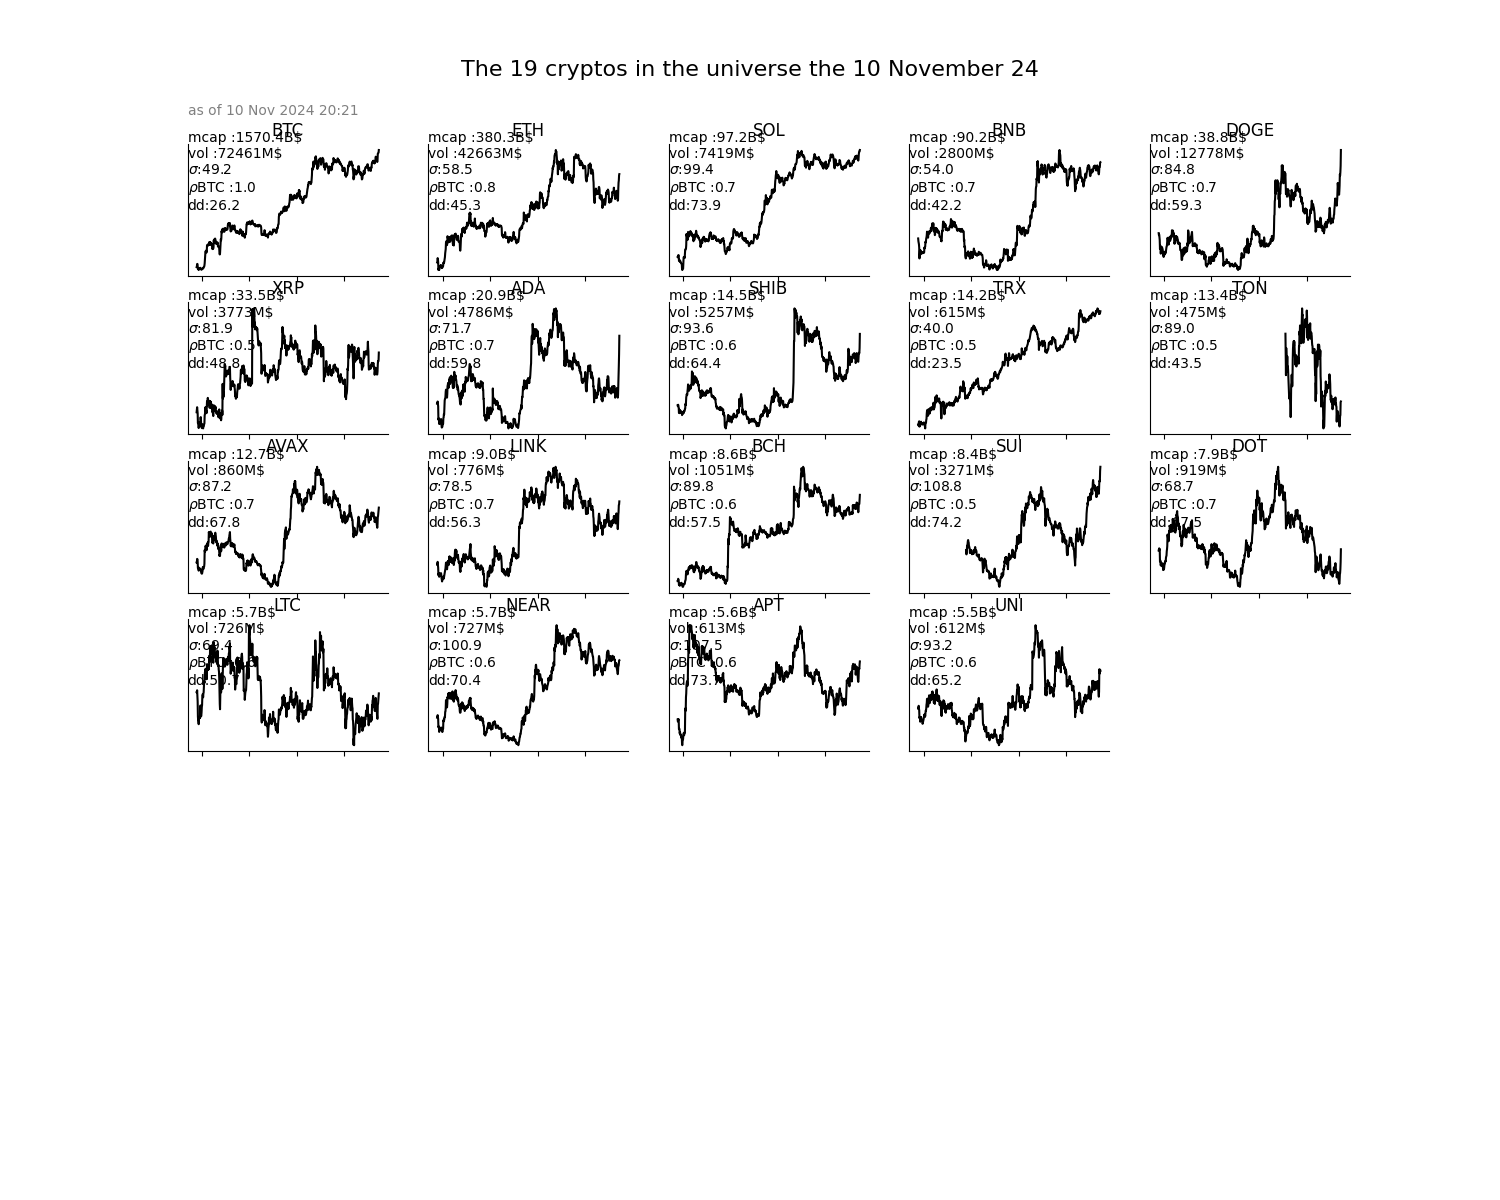 The 19 cryptos in the universe the 10 November 24
as of 10 Nov 2024 20:21
BTC
mcap :1570.4B$
vol :72461M$
σ:49.2
ρBTC :1.0
dd:26.2
ETH
mcap :380.3B$
vol :42663M$
σ:58.5
ρBTC :0.8
dd:45.3
SOL
mcap :97.2B$
vol :7419M$
σ:99.4
ρBTC :0.7
dd:73.9
BNB
mcap :90.2B$
vol :2800M$
σ:54.0
ρBTC :0.7
dd:42.2
DOGE
mcap :38.8B$
vol :12778M$
σ:84.8
ρBTC :0.7
dd:59.3
XRP
mcap :33.5B$
vol :3773M$
σ:81.9
ρBTC :0.5
dd:48.8
ADA
mcap :20.9B$
vol :4786M$
σ:71.7
ρBTC :0.7
dd:59.8
SHIB
mcap :14.5B$
vol :5257M$
σ:93.6
ρBTC :0.6
dd:64.4
TRX
mcap :14.2B$
vol :615M$
σ:40.0
ρBTC :0.5
dd:23.5
TON
mcap :13.4B$
vol :475M$
σ:89.0
ρBTC :0.5
dd:43.5
AVAX
mcap :12.7B$
vol :860M$
σ:87.2
ρBTC :0.7
dd:67.8
LINK
mcap :9.0B$
vol :776M$
σ:78.5
ρBTC :0.7
dd:56.3
BCH
mcap :8.6B$
vol :1051M$
σ:89.8
ρBTC :0.6
dd:57.5
SUI
mcap :8.4B$
vol :3271M$
σ:108.8
ρBTC :0.5
dd:74.2
DOT
mcap :7.9B$
vol :919M$
σ:68.7
ρBTC :0.7
LTC
mcap :5.7B$
vol :726M$
σ:69.4
NEAR
mcap :5.7B$
vol :727M$
σ:100.9
ρBTC :0.6
dd:70.4
APT
mcap :5.6B$
vol :613M$
ρBTC :0.6
dd:73.7
UNI
mcap :5.5B$
vol :612M$
σ:93.2
ρBTC :0.6
dd:65.2